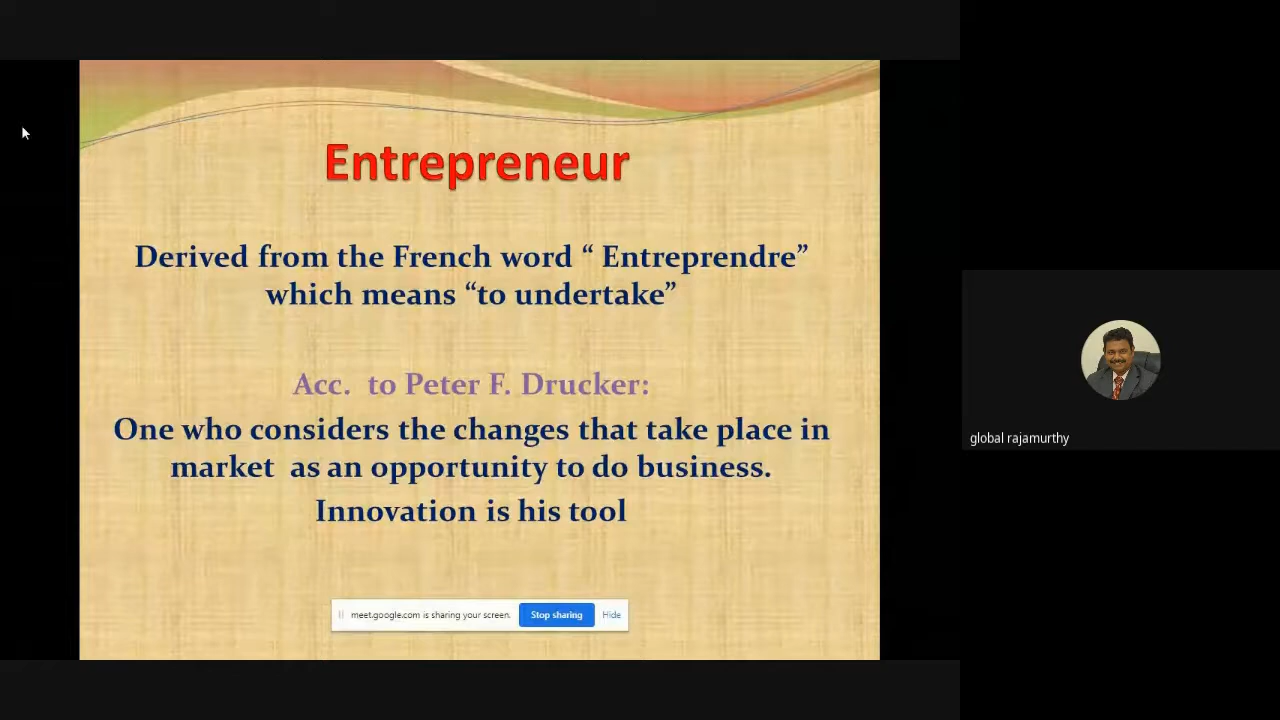 Entrepreneur
Derived from the French word “ Entreprendre”
which means “to undertake”
Acc.  to Peter F. Drucker:
One who considers the changes that take place in
market  as an opportunity to do business.
Innovation is his tool
meet.google.com is sharing your screen. Stop sharing Hide
global rajamurthy